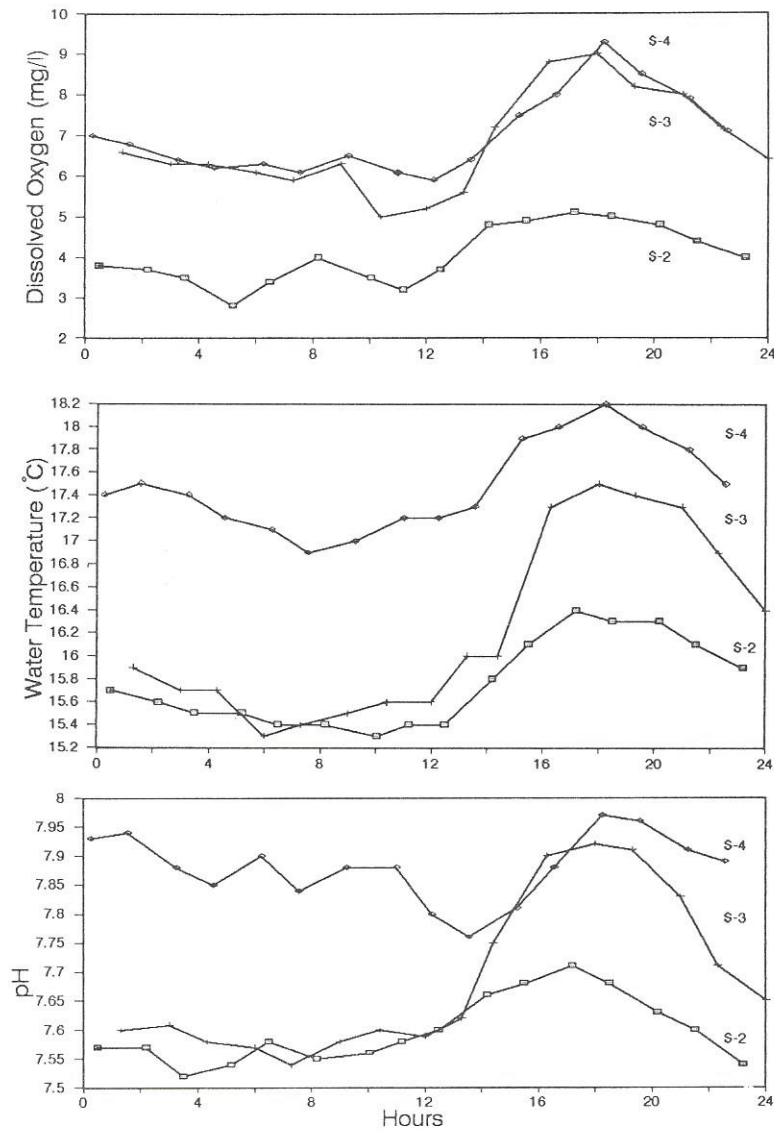 Dissolved Oxygen (mg/l)
10
9
8
7
6
5
4
3
2
S-4
S-3
S-2
0 4 8 12 16 20 24
Water Temperature (°C)
18.2
18
17.8
17.6
17.4
17.2
17
16.8
16.6
16.4
16.2
16
15.8
15.6
15.4
15.2
S-4
S-3
S-2
0 4 8 12 16 20 24
pH
8
7.95
7.9
7.85
7.8
7.75
7.7
7.65
7.6
7.55
7.5
S-4
S-3
S-2
0 4 8 12 16 20 24
Hours